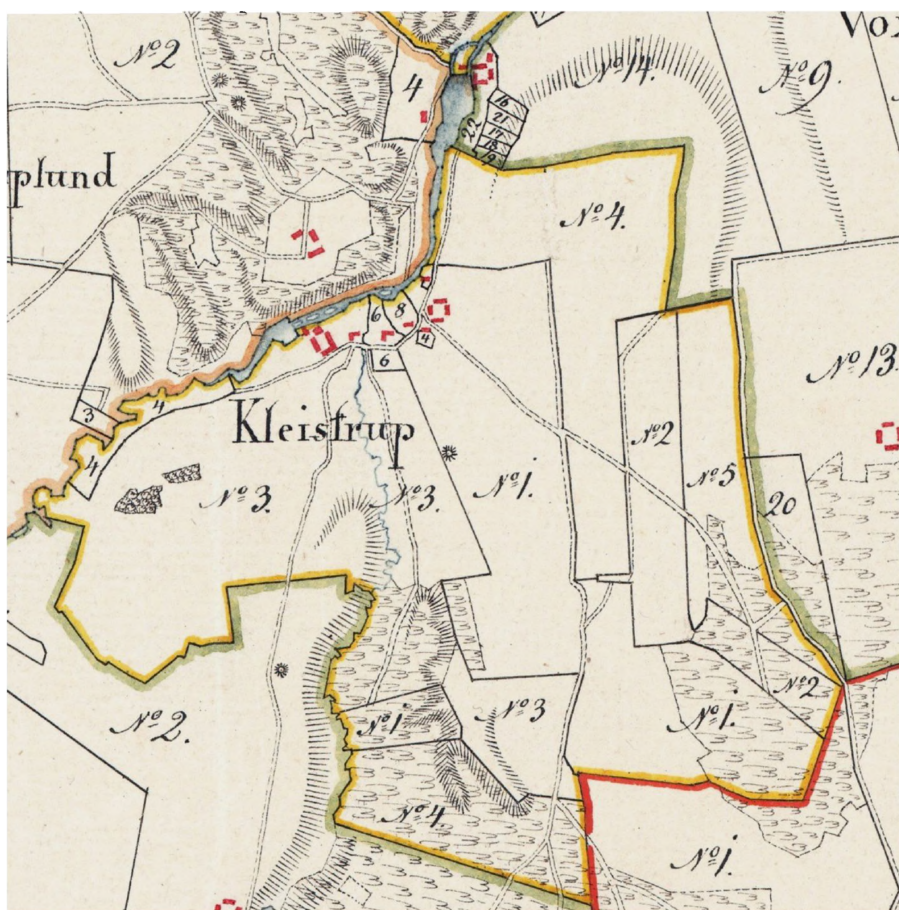 Vo
No 2
4
No 14.
No 9.
16
21
17
18
19
22
plund
No 4.
6
8
4
6
No 13.
3
4
Kleistrup
No 2
4
No 3.
No 3.
No 1.
No 5
20
No 2.
No 1
No 3
No 1.
No 2
No 4
No 1.